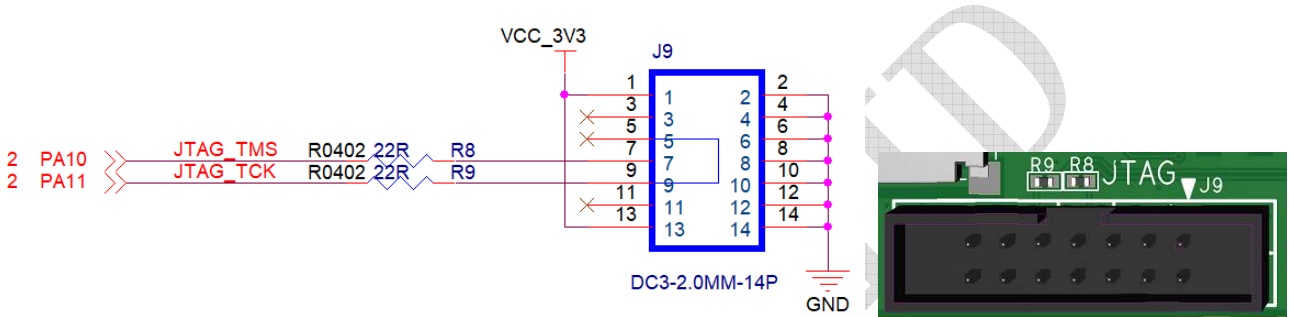 VCC_3V3
J9
1 1 2 2
3 3 4 4
5 5 6 6
2 PA10 JTAG_TMS R0402 22R R8 7 7 8 8
2 PA11 JTAG_TCK R0402 22R R9 9 9 10 10
11 11 12 12
13 13 14 14
DC3-2.0MM-14P
GND
R9 R8 JTAG J9